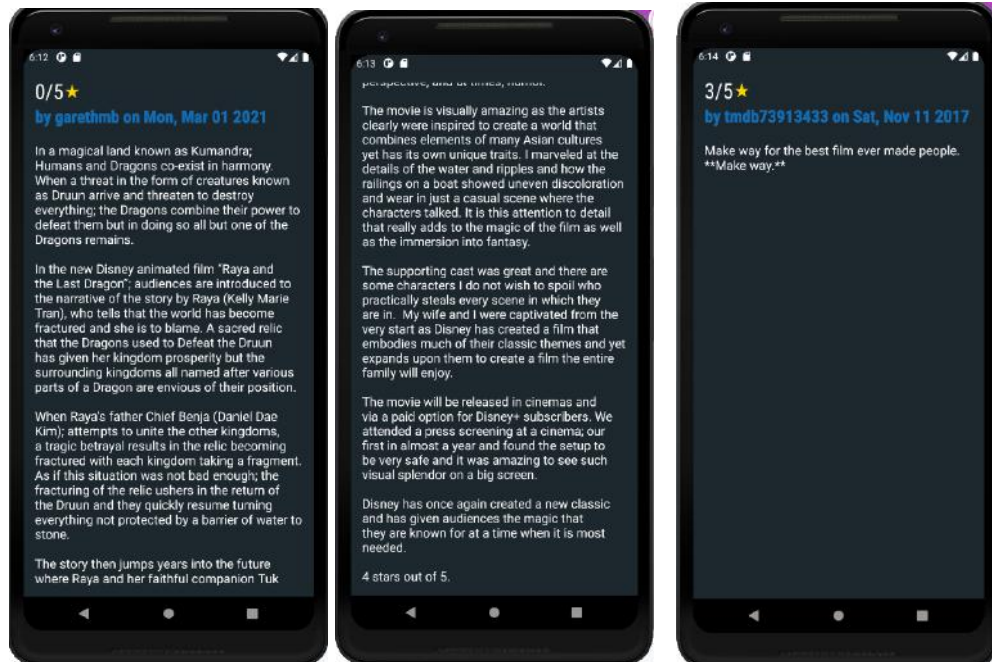 6:12
0/5★
by garethmb on Mon, Mar 01 2021
In a magical land known as Kumandra;
Humans and Dragons co-exist in harmony.
When a threat in the form of creatures known
as Druun arrive and threaten to destroy
everything; the Dragons combine their power to
defeat them but in doing so all but one of the
Dragons remains.
In the new Disney animated film "Raya and
the Last Dragon"; audiences are introduced to
the narrative of the story by Raya (Kelly Marie
Tran), who tells that the world has become
fractured and she is to blame. A sacred relic
that the Dragons used to Defeat the Druun
has given her kingdom prosperity but the
surrounding kingdoms all named after various
parts of a Dragon are envious of their position.
When Raya's father Chief Benja (Daniel Dae
Kim); attempts to unite the other kingdoms,
a tragic betrayal results in the relic becoming
fractured with each kingdom taking a fragment.
As if this situation was not bad enough; the
fracturing of the relic ushers in the return of
the Druun and they quickly resume turning
everything not protected by a barrier of water to
stone.
The story then jumps years into the future
where Raya and her faithful companion Tuk
6:13
perspective, and at times, humor.
The movie is visually amazing as the artists
clearly were inspired to create a world that
combines elements of many Asian cultures
yet has its own unique traits. I marveled at the
details of the water and ripples and how the
railings on a boat showed uneven discoloration
and wear in just a casual scene where the
characters talked. It is this attention to detail
that really adds to the magic of the film as well
as the immersion into fantasy.
The supporting cast was great and there are
some characters I do not wish to spoil who
practically steals every scene in which they
are in. My wife and I were captivated from the
very start as Disney has created a film that
embodies much of their classic themes and yet
expands upon them to create a film the entire
family will enjoy.
The movie will be released in cinemas and
via a paid option for Disney+ subscribers. We
attended a press screening at a cinema; our
first in almost a year and found the setup to
be very safe and it was amazing to see such
visual splendor on a big screen.
Disney has once again created a new classic
and has given audiences the magic that
they are known for at a time when it is most
needed.
4 stars out of 5.
6:14
3/5★
by tmdb73913433 on Sat, Nov 11 2017
Make way for the best film ever made people.
**Make way.**